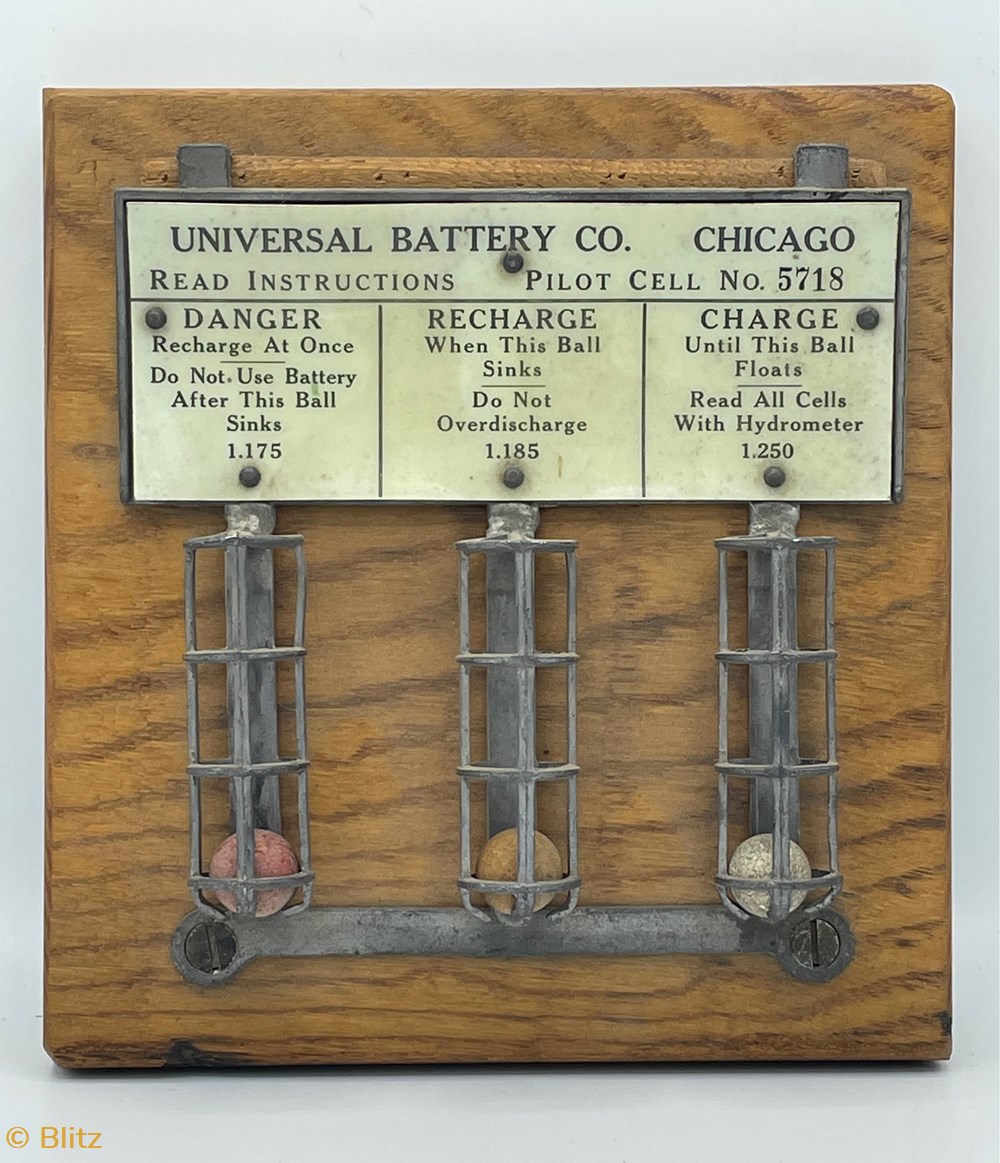 UNIVERSAL BATTERY CO. CHICAGO
READ INSTRUCTIONS PILOT CELL NO. 5718
DANGER
Recharge At Once
Do Not Use Battery
After This Ball
Sinks
1.175
RECHARGE
When This Ball
Sinks
Do Not
Overdischarge
1.185
CHARGE
Until This Ball
Floats
Read All Cells
With Hydrometer
1.250
© Blitz